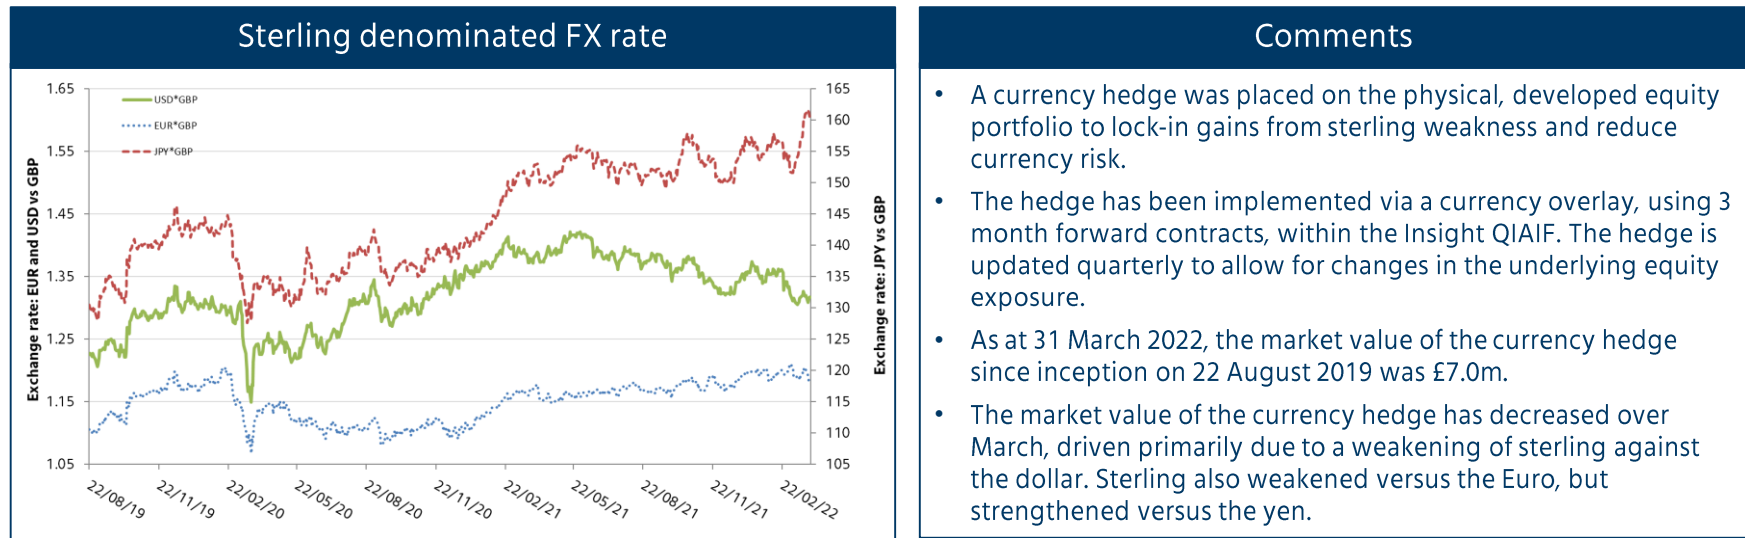 Sterling denominated FX rate
1.65
1.55
1.45
1.35
1.25
1.15
1.05
Exchange rate: EUR and USD vs GBP
USD*GBP
EUR*GBP
JPY*GBP
165
160
155
150
145
140
135
130
125
120
115
110
105
Exchange rate: JPY vs GBP
22/08/19
22/11/19
22/02/20
22/05/20
22/08/20
22/11/20
22/02/21
22/05/21
22/08/21
22/11/21
22/02/22
Comments
• A currency hedge was placed on the physical, developed equity
portfolio to lock-in gains from sterling weakness and reduce
currency risk.
• The hedge has been implemented via a currency overlay, using 3
month forward contracts, within the Insight QIAIF. The hedge is
updated quarterly to allow for changes in the underlying equity
exposure.
• As at 31 March 2022, the market value of the currency hedge
since inception on 22 August 2019 was £7.0m.
• The market value of the currency hedge has decreased over
March, driven primarily due to a weakening of sterling against
the dollar. Sterling also weakened versus the Euro, but
strengthened versus the yen.